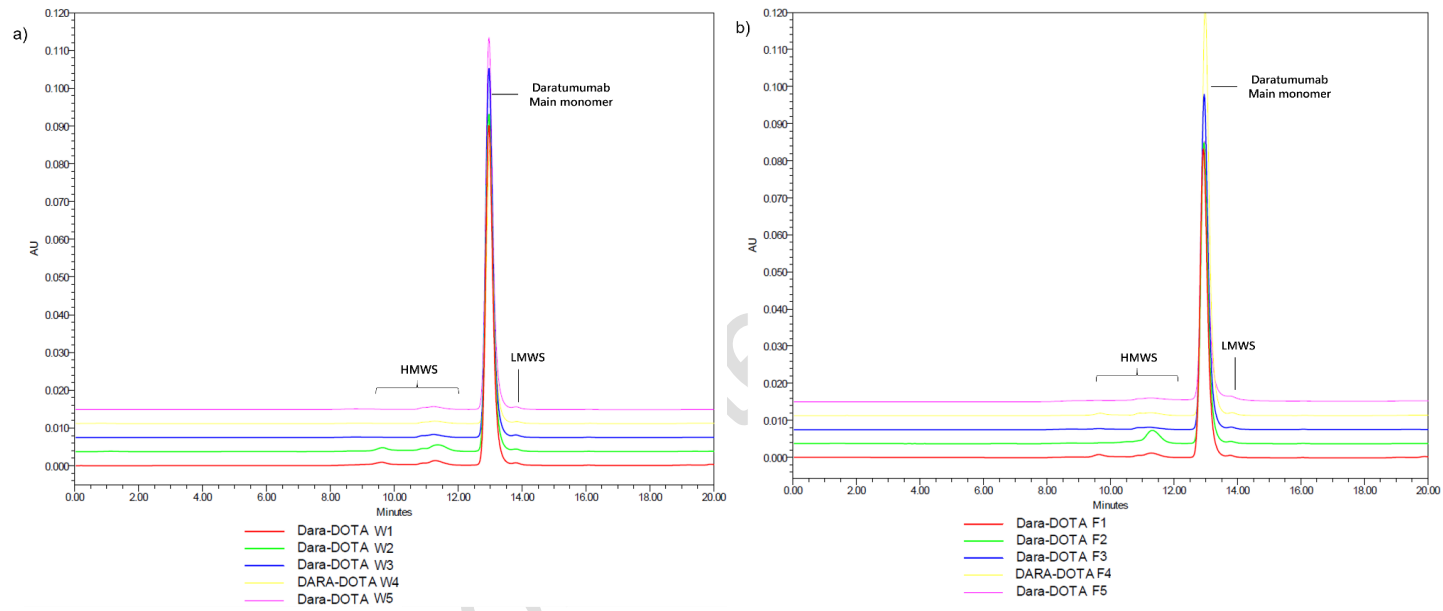 a)
0.120
0.110
0.100
0.090
0.080
0.070
0.060
0.050
0.040
0.030
0.020
0.010
0.000
AU
Daratumumab
Main monomer
HMWS
LMWS
0.00 2.00 4.00 6.00 8.00 10.00 12.00 14.00 16.00 18.00 20.00
Minutes
Dara-DOTA W1
Dara-DOTA W2
Dara-DOTA W3
DARA-DOTA W4
Dara-DOTA W5
b)
0.120
0.110
0.100
0.090
0.080
0.070
0.060
0.050
0.040
0.030
0.020
0.010
0.000
AU
Daratumumab
Main monomer
HMWS
LMWS
0.00 2.00 4.00 6.00 8.00 10.00 12.00 14.00 16.00 18.00 20.00
Minutes
Dara-DOTA F1
Dara-DOTA F2
Dara-DOTA F3
DARA-DOTA F4
Dara-DOTA F5